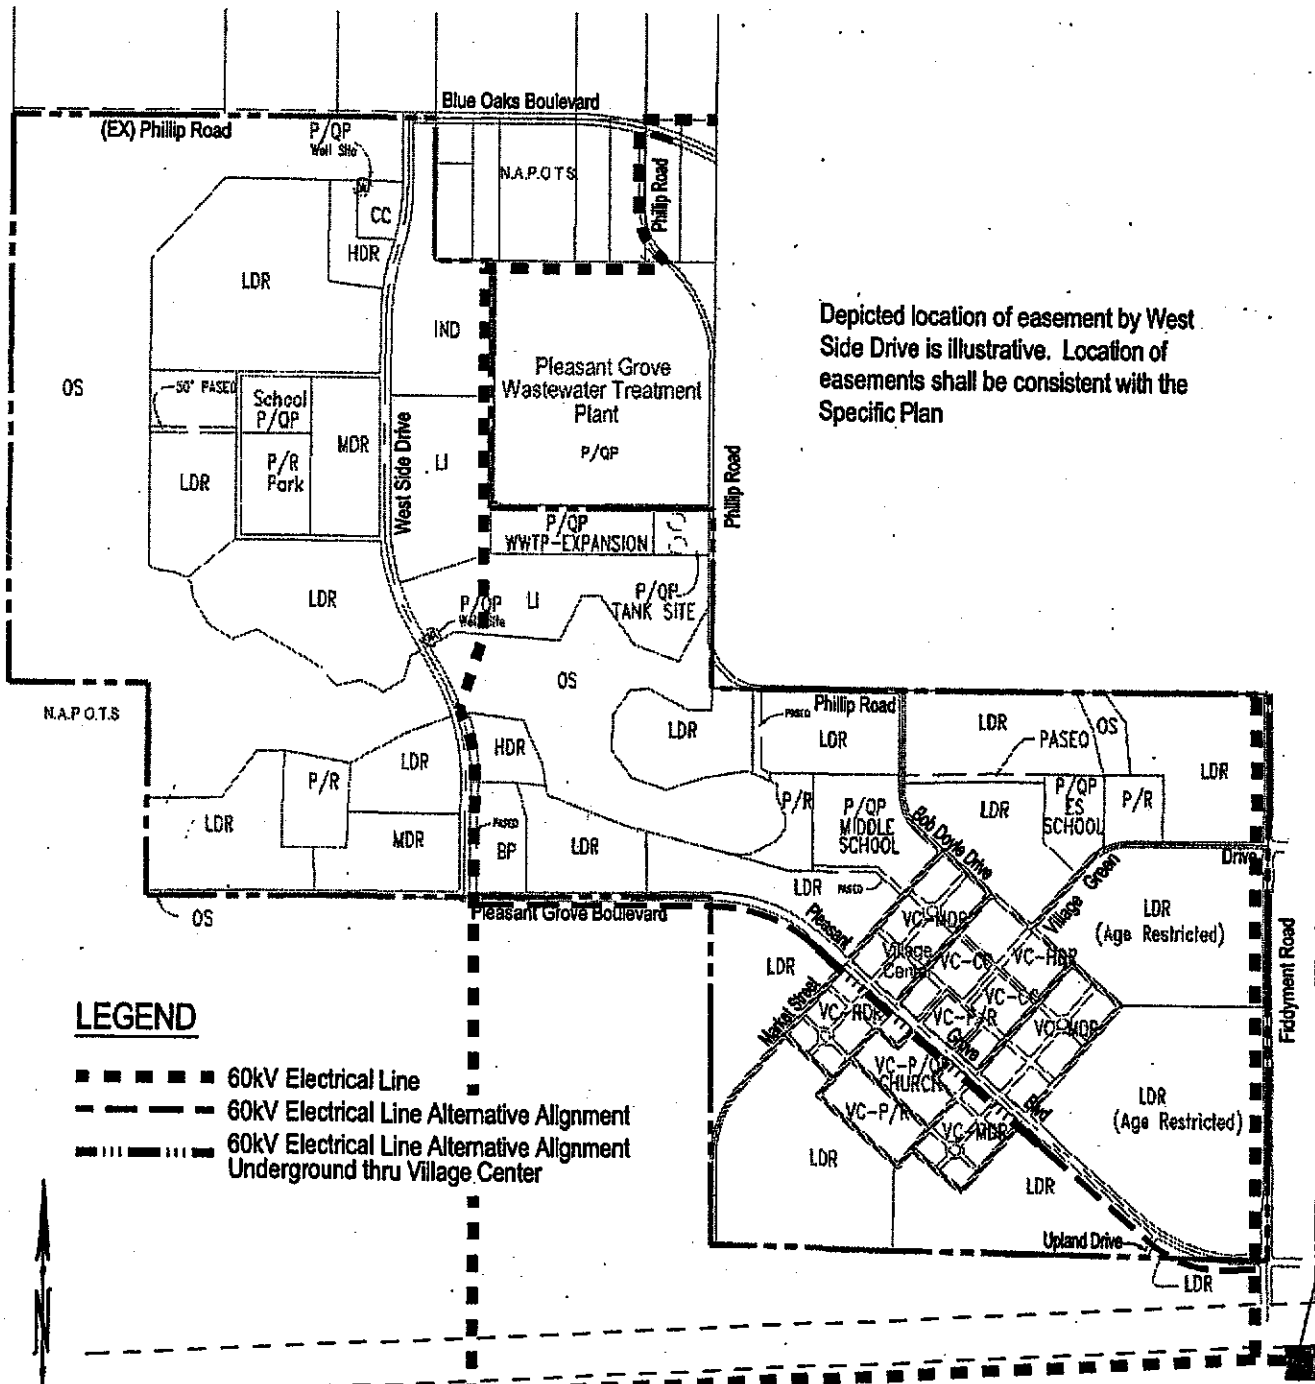 Blue Oaks Boulevard
(EX) Phillip Road
P/QP
Well Site
N.A.P.O.T.S
Phillip Road
CC
HDR
LDR
IND
Depicted location of easement by West
Side Drive is illustrative. Location of
easements shall be consistent with the
Specific Plan
Pleasant Grove
Wastewater Treatment
Plant
P/QP
OS
50' PASEO
School
P/QP
MDR
West Side Drive
LI
P/R
Park
LDR
Phillip Road
P/QP
WWTP-EXPANSION
LDR
P/QP
Well Site
LI
P/QP
TANK SITE
OS
N.A.P.O.T.S
LDR
PASEO
Phillip Road
LDR
LDR
PASEO
OS
LDR
HDR
LDR
P/R
LDR
MDR
PASEO
BP
LDR
P/R
P/QP
MIDDLE
SCHOOL
Bob Doyle Drive
LDR
P/QP
ES
SCHOOL
P/R
Village Green Drive
OS
Pleasant Grove Boulevard
LDR
PASEO
Pleasant Grove Blvd
VC-MDR
Village
Center
VC-CC
VC-HDR
LDR
(Age Restricted)
Fiddyment Road
LDR
Market Street
VC-HDR
VC-P/R
VC-CC
VC-MDR
VC-P/QP
CHURCH
VC-P/R
VC-MDR
LDR
(Age Restricted)
LDR
LDR
Upland Drive
LDR
LEGEND
60kV Electrical Line
60kV Electrical Line Alternative Alignment
60kV Electrical Line Alternative Alignment
Underground thru Village Center
N